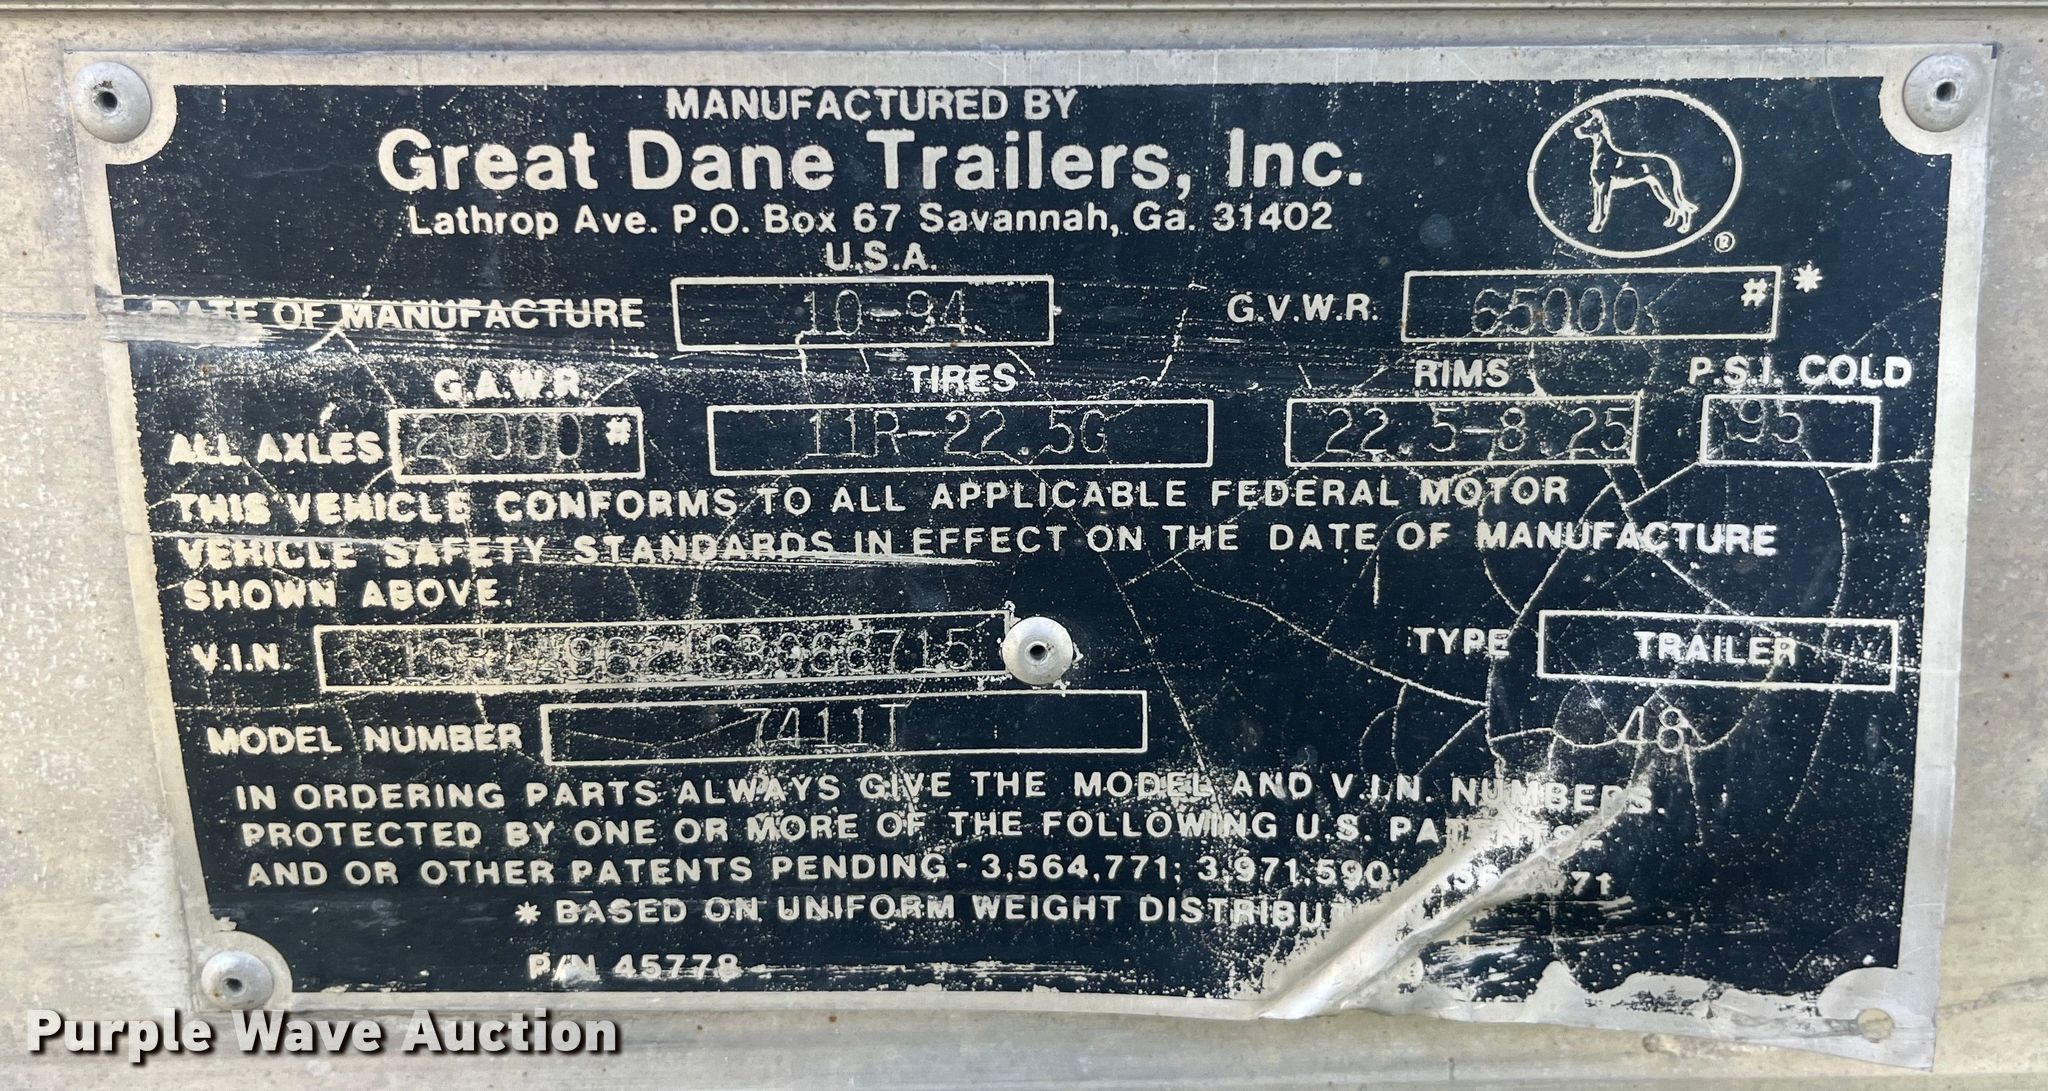 MANUFACTURED BY
Great Dane Trailers, Inc.
Lathrop Ave. P.O. Box 67 Savannah, Ga. 31402
U.S.A.
®
DATE OF MANUFACTURE 10-94 G.V.W.R. 65000 # *
G.A.W.R. TIRES RIMS P.S.I. COLD
ALL AXLES 20000 # 11R-22.5G 22.5-8.25 95
THIS VEHICLE CONFORMS TO ALL APPLICABLE FEDERAL MOTOR
VEHICLE SAFETY STANDARDS IN EFFECT ON THE DATE OF MANUFACTURE
SHOWN ABOVE.
V.I.N. TYPE TRAILER
MODEL NUMBER 7411T 48
IN ORDERING PARTS ALWAYS GIVE THE MODEL AND V.I.N. NUMBERS.
PROTECTED BY ONE OR MORE OF THE FOLLOWING U.S. PATENTS
AND OR OTHER PATENTS PENDING - 3,564,771; 3,971,590;
* BASED ON UNIFORM WEIGHT
P/N 45778
Purple Wave Auction